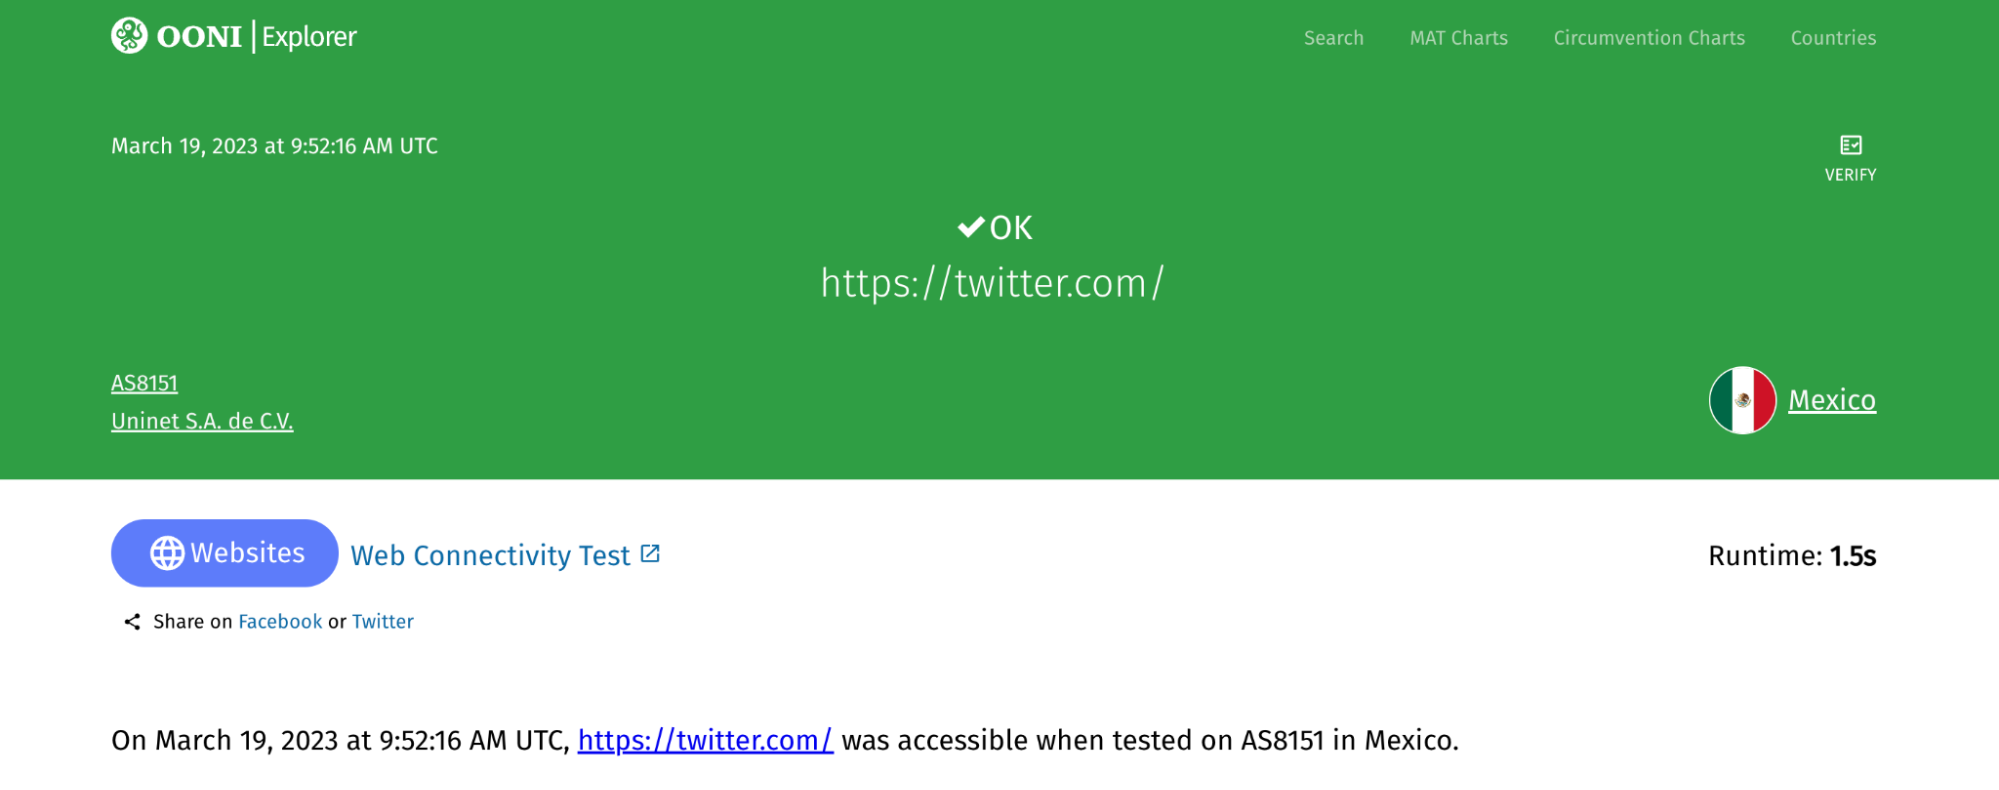 OONI | Explorer
Search MAT Charts Circumvention Charts Countries
March 19, 2023 at 9:52:16 AM UTC
VERIFY
OK
https://twitter.com/
AS8151
Uninet S.A. de C.V.
Mexico
Websites Web Connectivity Test Runtime: 1.5s
Share on Facebook or Twitter
On March 19, 2023 at 9:52:16 AM UTC, https://twitter.com/ was accessible when tested on AS8151 in Mexico.